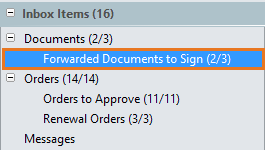 Inbox Items (16)
Documents (2/3)
Forwarded Documents to Sign (2/3)
Orders (14/14)
Orders to Approve (11/11)
Renewal Orders (3/3)
Messages